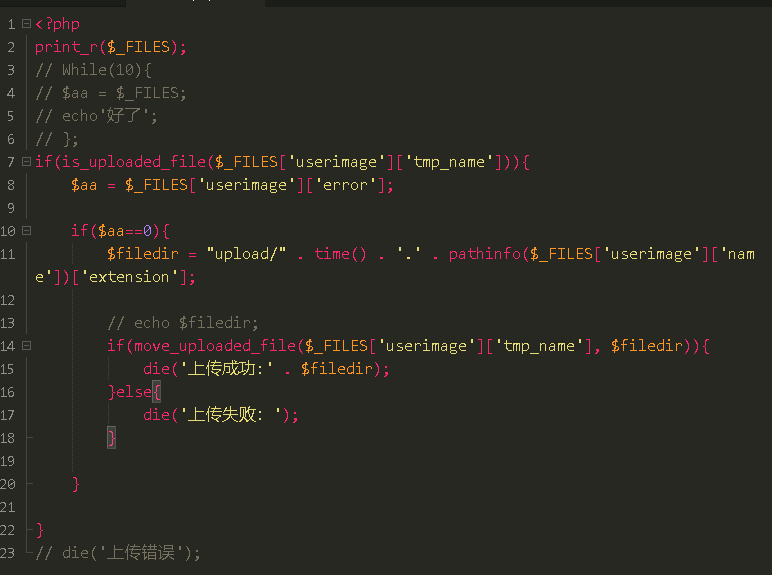 1 <?php
2 print_r($_FILES);
3 // While(10){
4 // $aa = $_FILES;
5 // echo'好了';
6 // };
7 if(is_uploaded_file($_FILES['userimage']['tmp_name'])){
8     $aa = $_FILES['userimage']['error'];
9
10     if($aa==0){
11         $filedir = "upload/" . time() . '.' . pathinfo($_FILES['userimage']['nam
e'])['extension'];
12
13         // echo $filedir;
14         if(move_uploaded_file($_FILES['userimage']['tmp_name'], $filedir)){
15             die('上传成功:' . $filedir);
16         }else{
17             die('上传失败: ');
18         }
19
20     }
21
22 }
23 // die('上传错误');